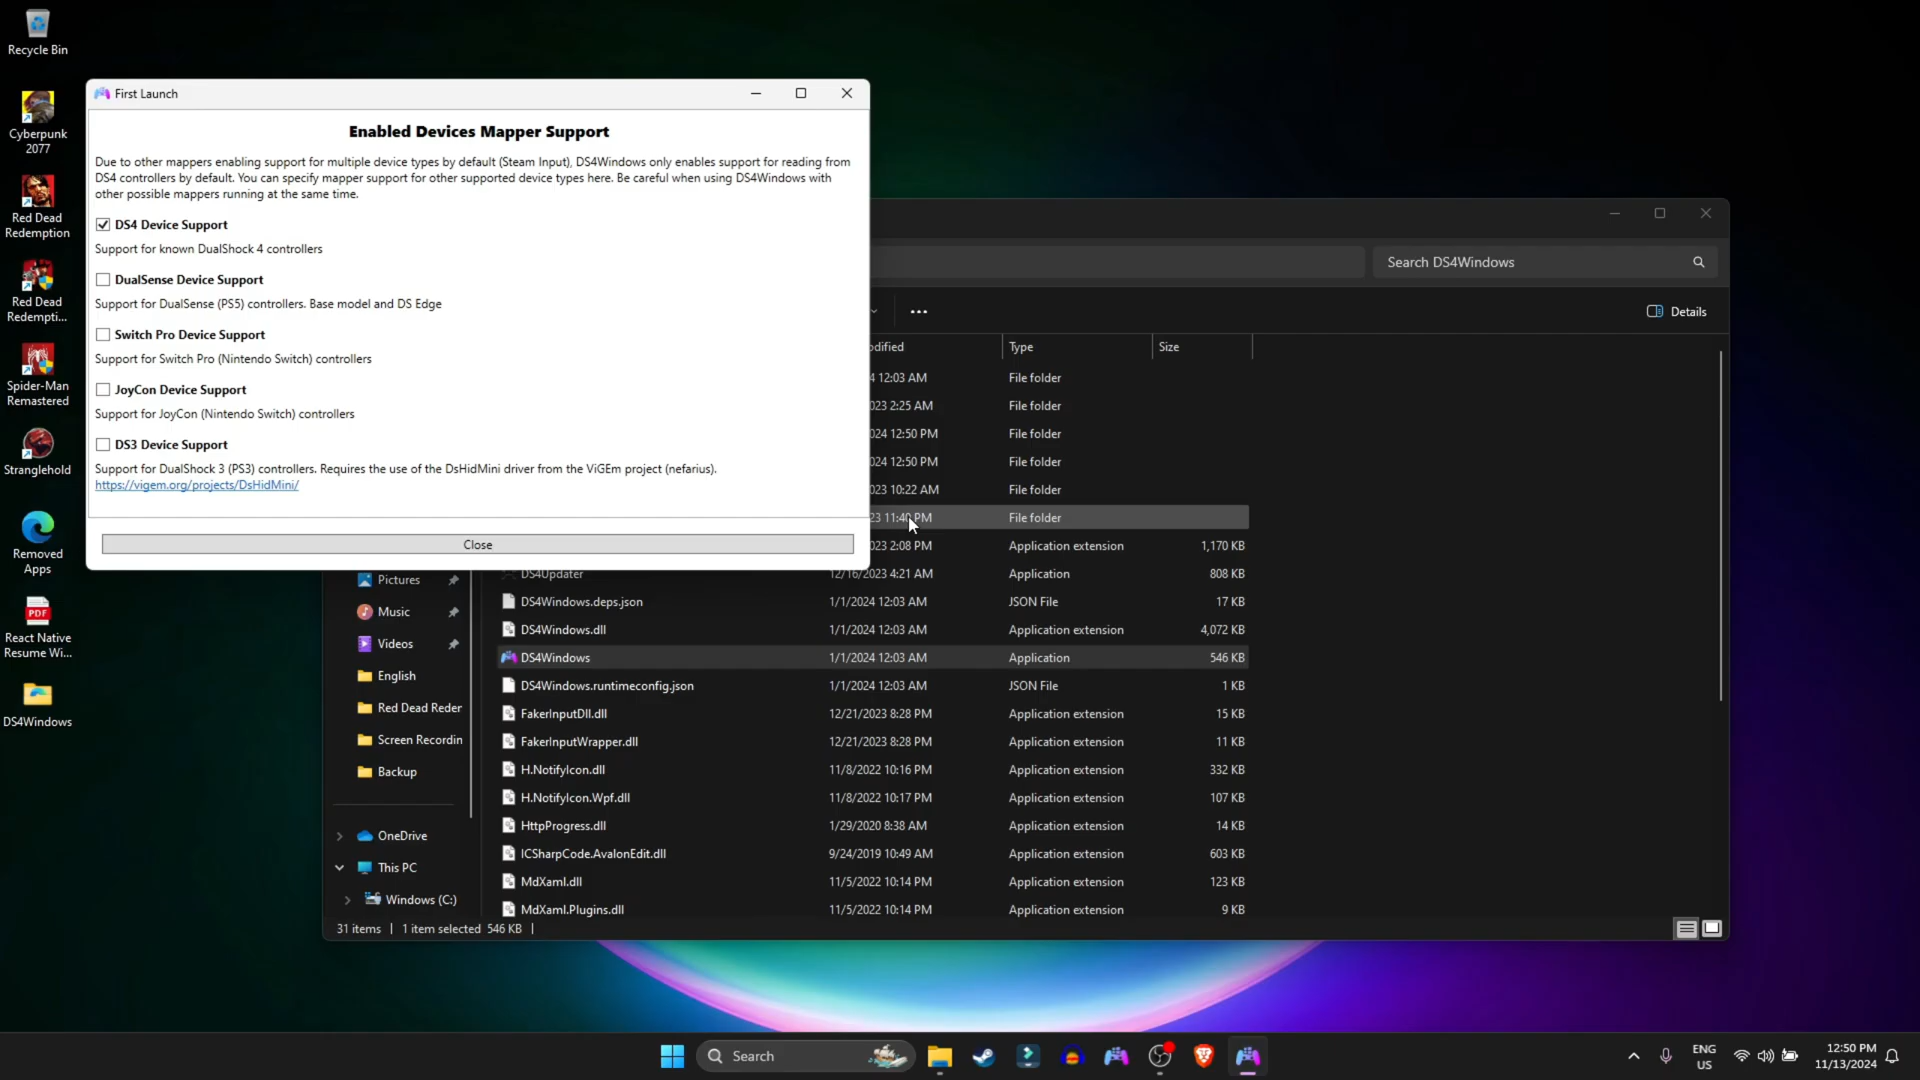 Recycle Bin
Cyberpunk
2077
Red Dead
Redemption
Red Dead
Redempti...
Spider-Man
Remastered
Stranglehold
Removed
Apps
PDF
React Native
Resume Wi...
DS4Windows
First Launch
Enabled Devices Mapper Support
Due to other mappers enabling support for multiple device types by default (Steam Input), DS4Windows only enables support for reading from
DS4 controllers by default. You can specify mapper support for other supported device types here. Be careful when using DS4Windows with
other possible mappers running at the same time.
DS4 Device Support
Support for known DualShock 4 controllers
DualSense Device Support
Support for DualSense (PS5) controllers. Base model and DS Edge
Switch Pro Device Support
Support for Switch Pro (Nintendo Switch) controllers
JoyCon Device Support
Support for JoyCon (Nintendo Switch) controllers
DS3 Device Support
Support for DualShock 3 (PS3) controllers. Requires the use of the DsHidMini driver from the ViGEm project (nefarius).
https://vigem.org/projects/DsHidMini/
Close
Search DS4Windows
Details
odified Type Size
4 12:03 AM File folder
023 2:25 AM File folder
024 12:50 PM File folder
024 12:50 PM File folder
023 10:22 AM File folder
23 11:40 PM File folder
023 2:08 PM Application extension 1,170 KB
DS4Updater 12/16/2023 4:21 AM Application 808 KB
DS4Windows.deps.json 1/1/2024 12:03 AM JSON File 17 KB
DS4Windows.dll 1/1/2024 12:03 AM Application extension 4,072 KB
DS4Windows 1/1/2024 12:03 AM Application 546 KB
DS4Windows.runtimeconfig.json 1/1/2024 12:03 AM JSON File 1 KB
FakerInputDll.dll 12/21/2023 8:28 PM Application extension 15 KB
FakerInputWrapper.dll 12/21/2023 8:28 PM Application extension 11 KB
H.NotifyIcon.dll 11/8/2022 10:16 PM Application extension 332 KB
H.NotifyIcon.Wpf.dll 11/8/2022 10:17 PM Application extension 107 KB
HttpProgress.dll 1/29/2020 8:38 AM Application extension 14 KB
ICSharpCode.AvalonEdit.dll 9/24/2019 10:49 AM Application extension 603 KB
MdXaml.dll 11/5/2022 10:14 PM Application extension 123 KB
MdXaml.Plugins.dll 11/5/2022 10:14 PM Application extension 9 KB
Pictures
Music
Videos
English
Red Dead Reder
Screen Recordin
Backup
OneDrive
This PC
Windows (C:)
31 items 1 item selected 546 KB
Search
ENG
US
12:50 PM
11/13/2024